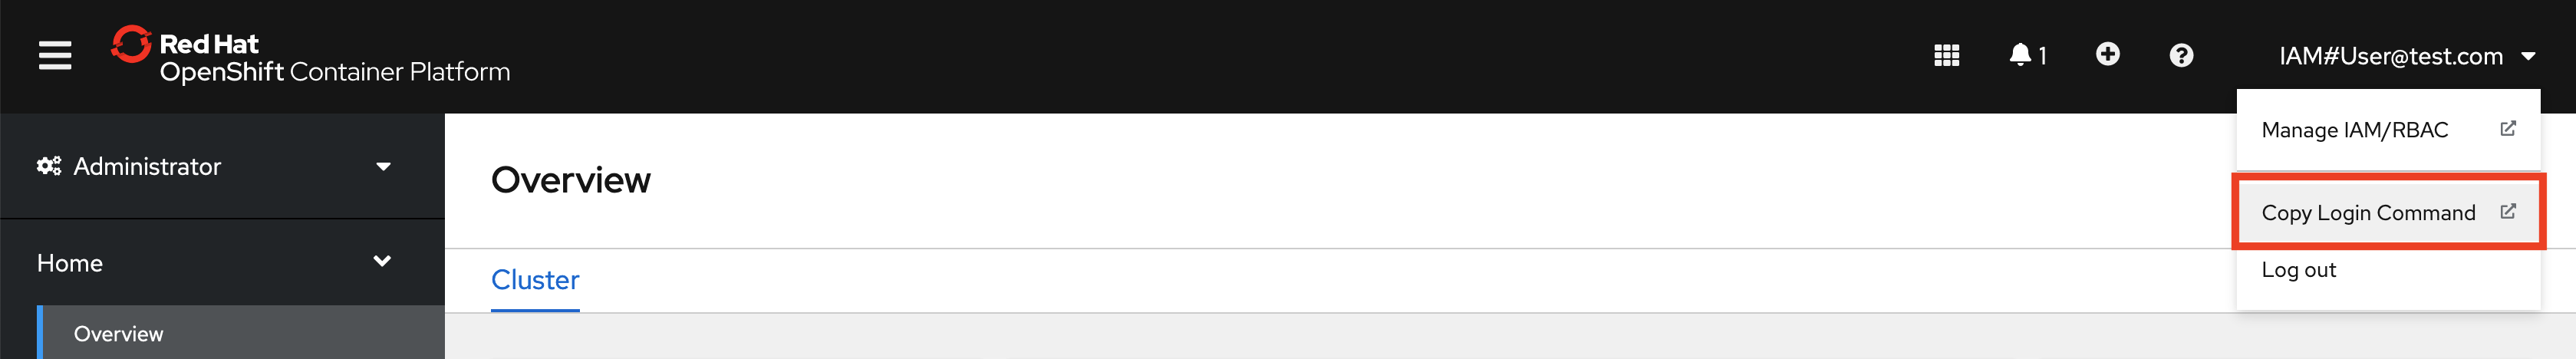 Red Hat
OpenShift Container Platform
1
IAM#User@test.com
Manage IAM/RBAC
Copy Login Command
Log out
Administrator
Home
Overview
Overview
Cluster